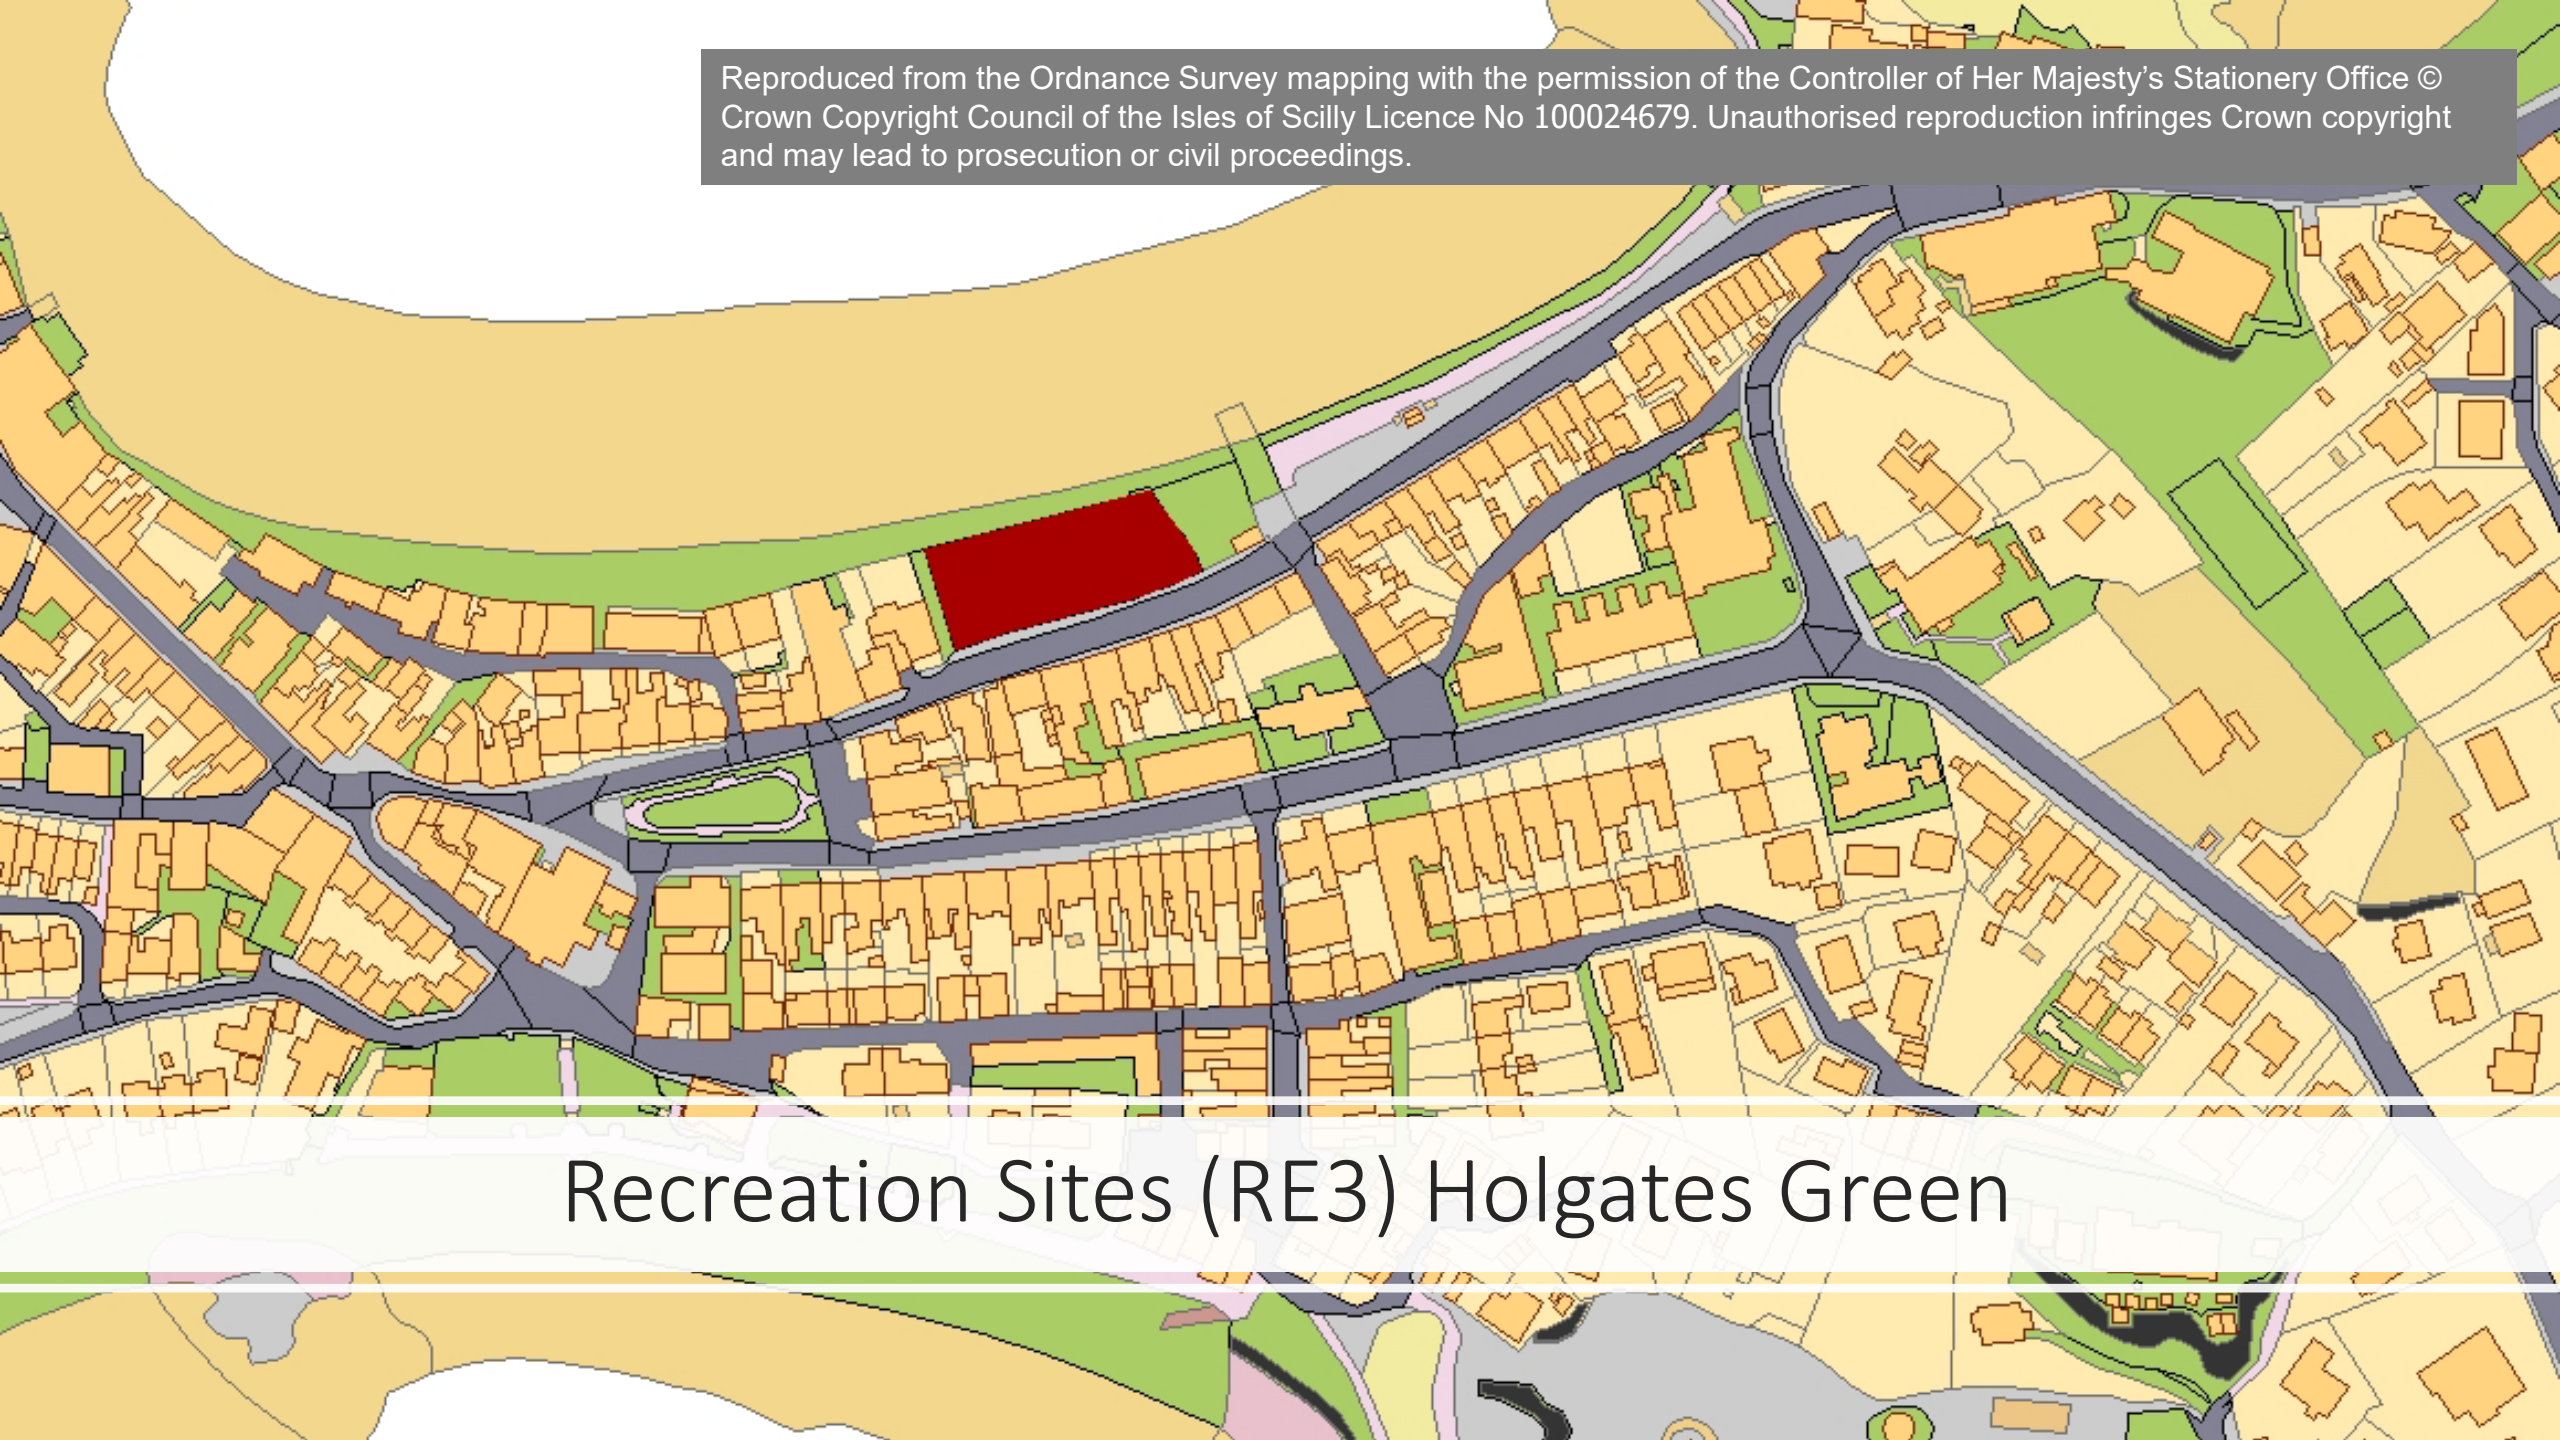 Reproduced from the Ordnance Survey mapping with the permission of the Controller of Her Majesty’s Stationery Office ©
Crown Copyright Council of the Isles of Scilly Licence No 100024679. Unauthorised reproduction infringes Crown copyright
and may lead to prosecution or civil proceedings.
Recreation Sites (RE3) Holgates Green